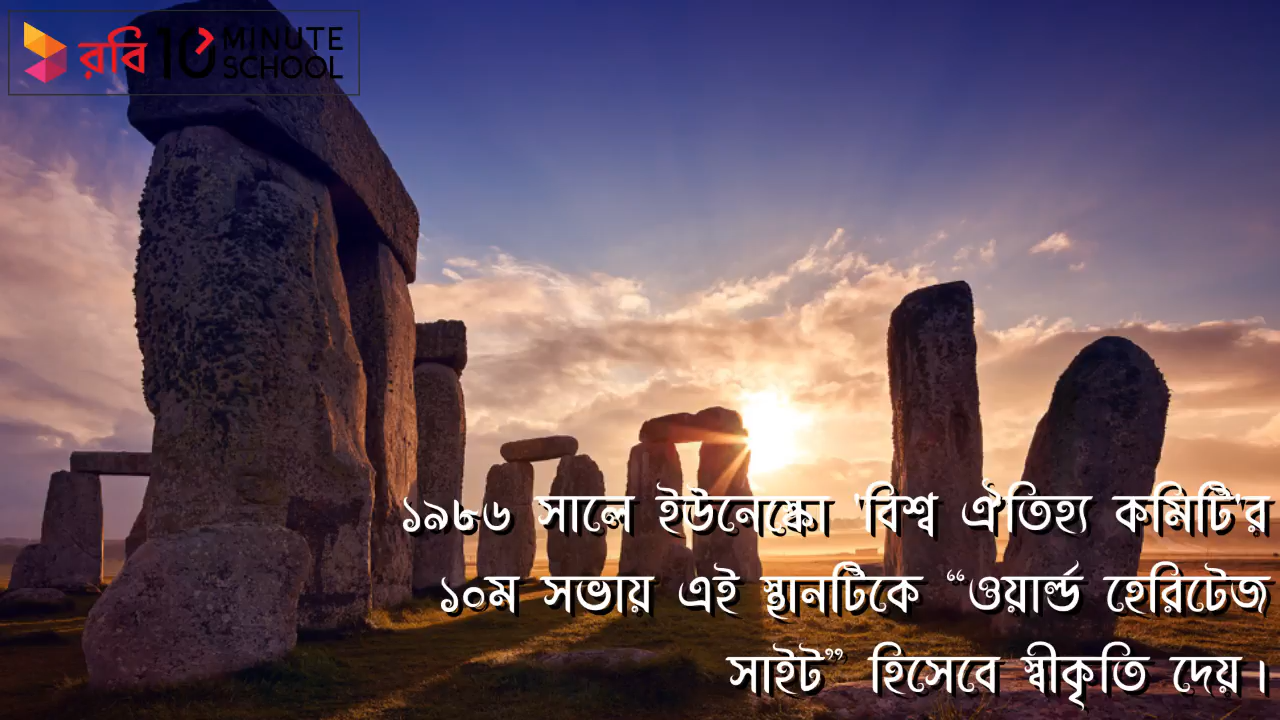 রবি 10 MINUTE
SCHOOL
১৯৮৬ সালে ইউনেস্কো 'বিশ্ব ঐতিহ্য কমিটি'র
১০ম সভায় এই স্থানটিকে “ওয়ার্ল্ড হেরিটেজ
সাইট” হিসেবে স্বীকৃতি দেয়।